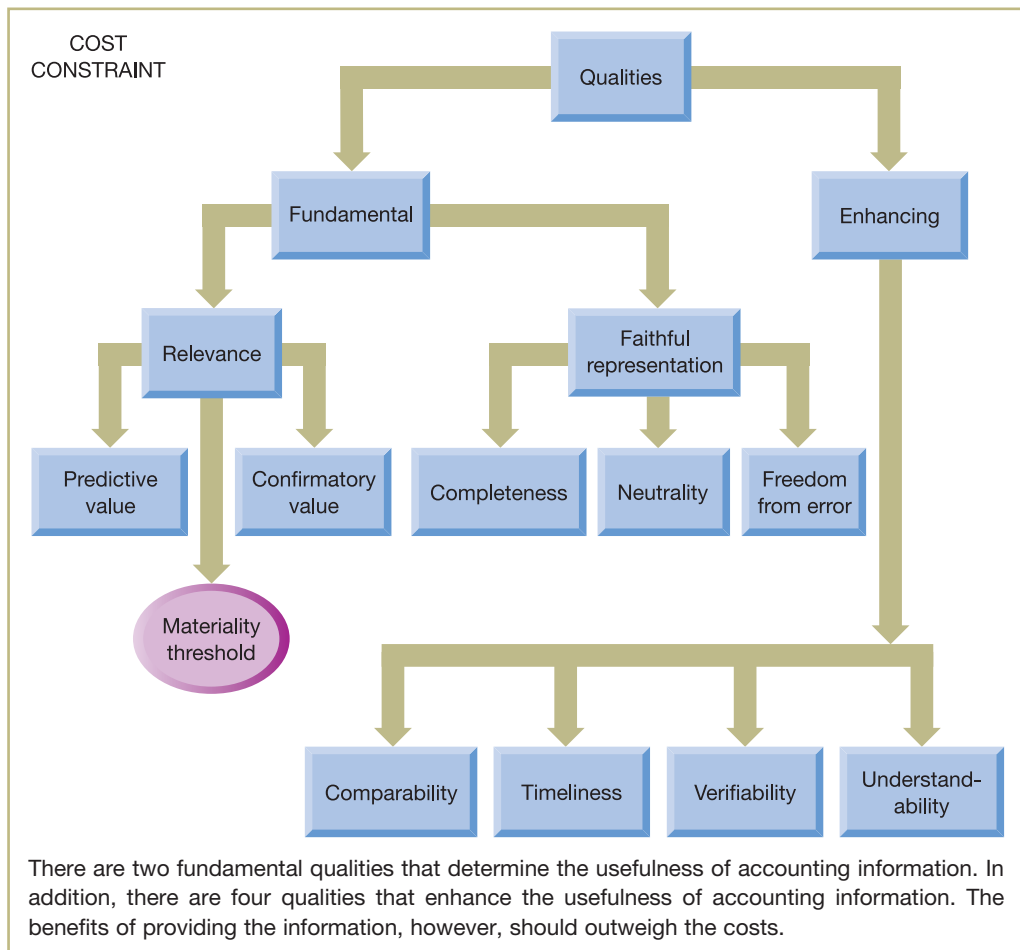 COST
CONSTRAINT
Qualities
Fundamental
Enhancing
Relevance
Faithful
representation
Predictive
value
Confirmatory
value
Completeness
Neutrality
Freedom
from error
Materiality
threshold
Comparability
Timeliness
Verifiability
Understand-
ability
There are two fundamental qualities that determine the usefulness of accounting information. In
addition, there are four qualities that enhance the usefulness of accounting information. The
benefits of providing the information, however, should outweigh the costs.